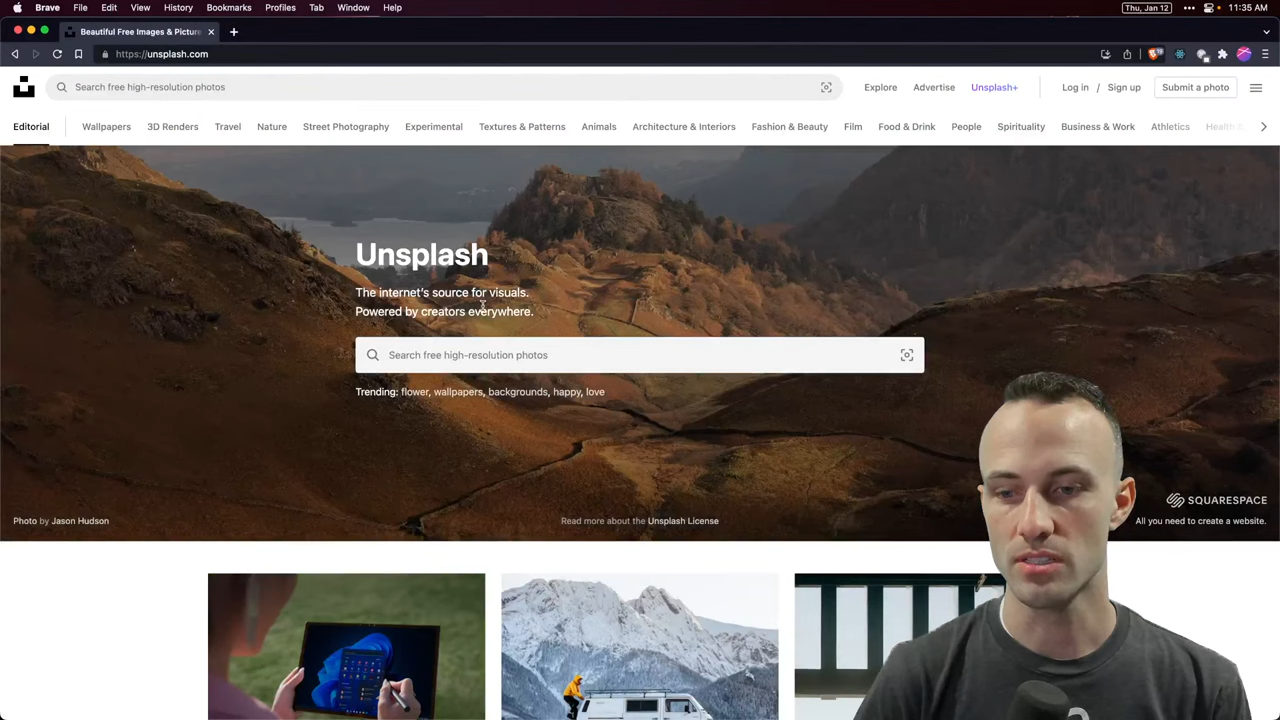 Brave File Edit View History Bookmarks Profiles Tab Window Help Thu, Jan 12 11:35 AM
Beautiful Free Images & Picture
https://unsplash.com
Search free high-resolution photos
Explore Advertise Unsplash+ Log in / Sign up Submit a photo
Editorial Wallpapers 3D Renders Travel Nature Street Photography Experimental Textures & Patterns Animals Architecture & Interiors Fashion & Beauty Film Food & Drink People Spirituality Business & Work Athletics Health
Unsplash
The internet's source for visuals.
Powered by creators everywhere.
Search free high-resolution photos
Trending: flower, wallpapers, backgrounds, happy, love
SQUARESPACE
Photo by Jason Hudson Read more about the Unsplash License All you need to create a website.